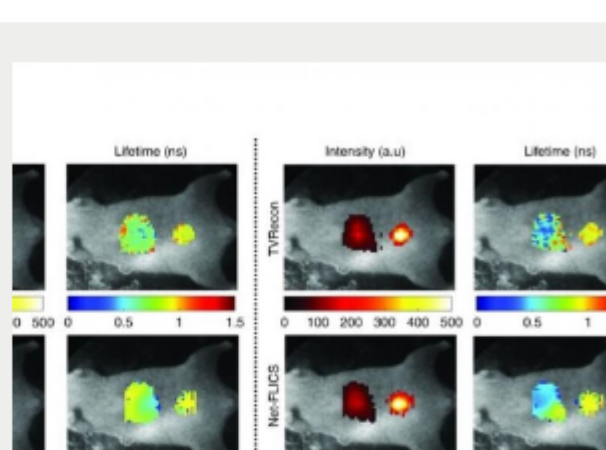 Lifetime (ns)
Intensity (a.u)
Lifetime (ns)
TVRecon
0 500
0 0.5 1 1.5
0 100 200 300 400 500
0 0.5 1
Net-FLICS